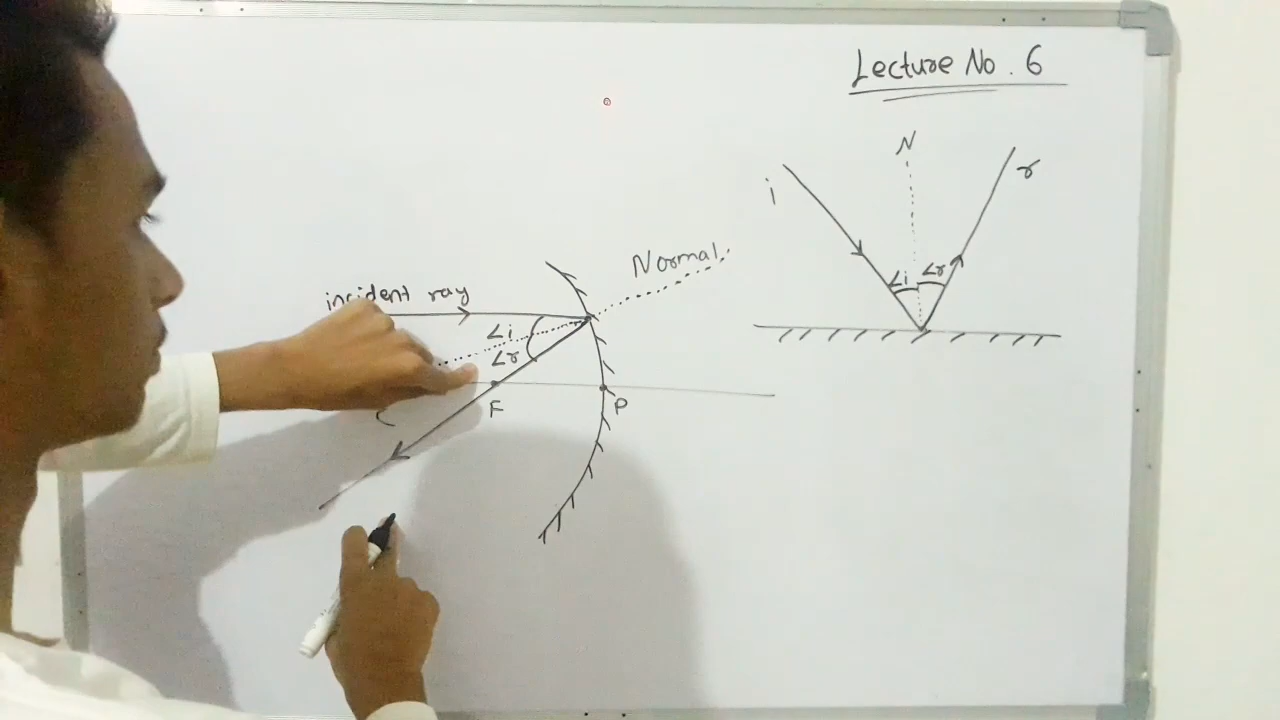 Lecture No. 6
N
i
r
∠i
∠r
Normal
incident ray
∠i
∠r
F
P
C